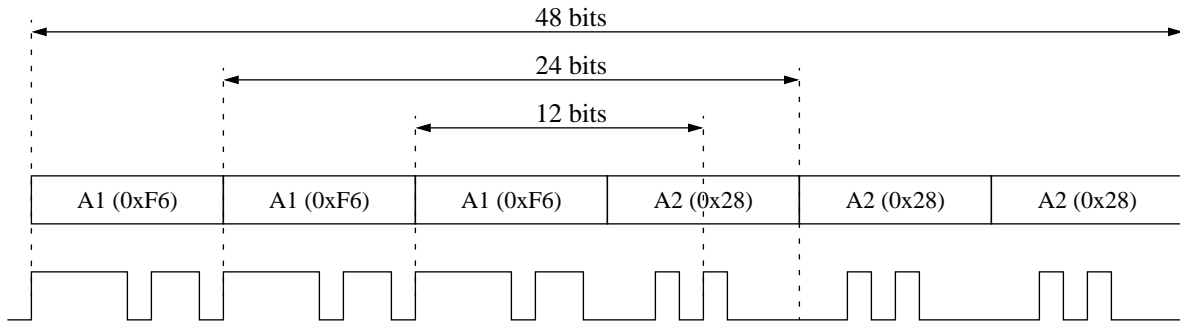 48 bits
24 bits
12 bits
A1 (0xF6) A1 (0xF6) A1 (0xF6) A2 (0x28) A2 (0x28) A2 (0x28)